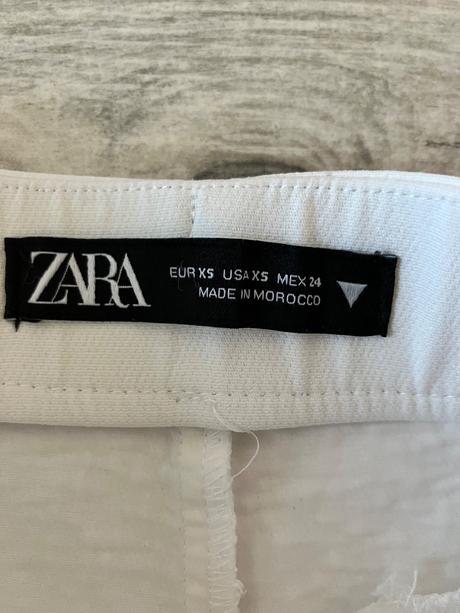 ZARA
EUR XS USA XS MEX 24
MADE IN MOROCCO